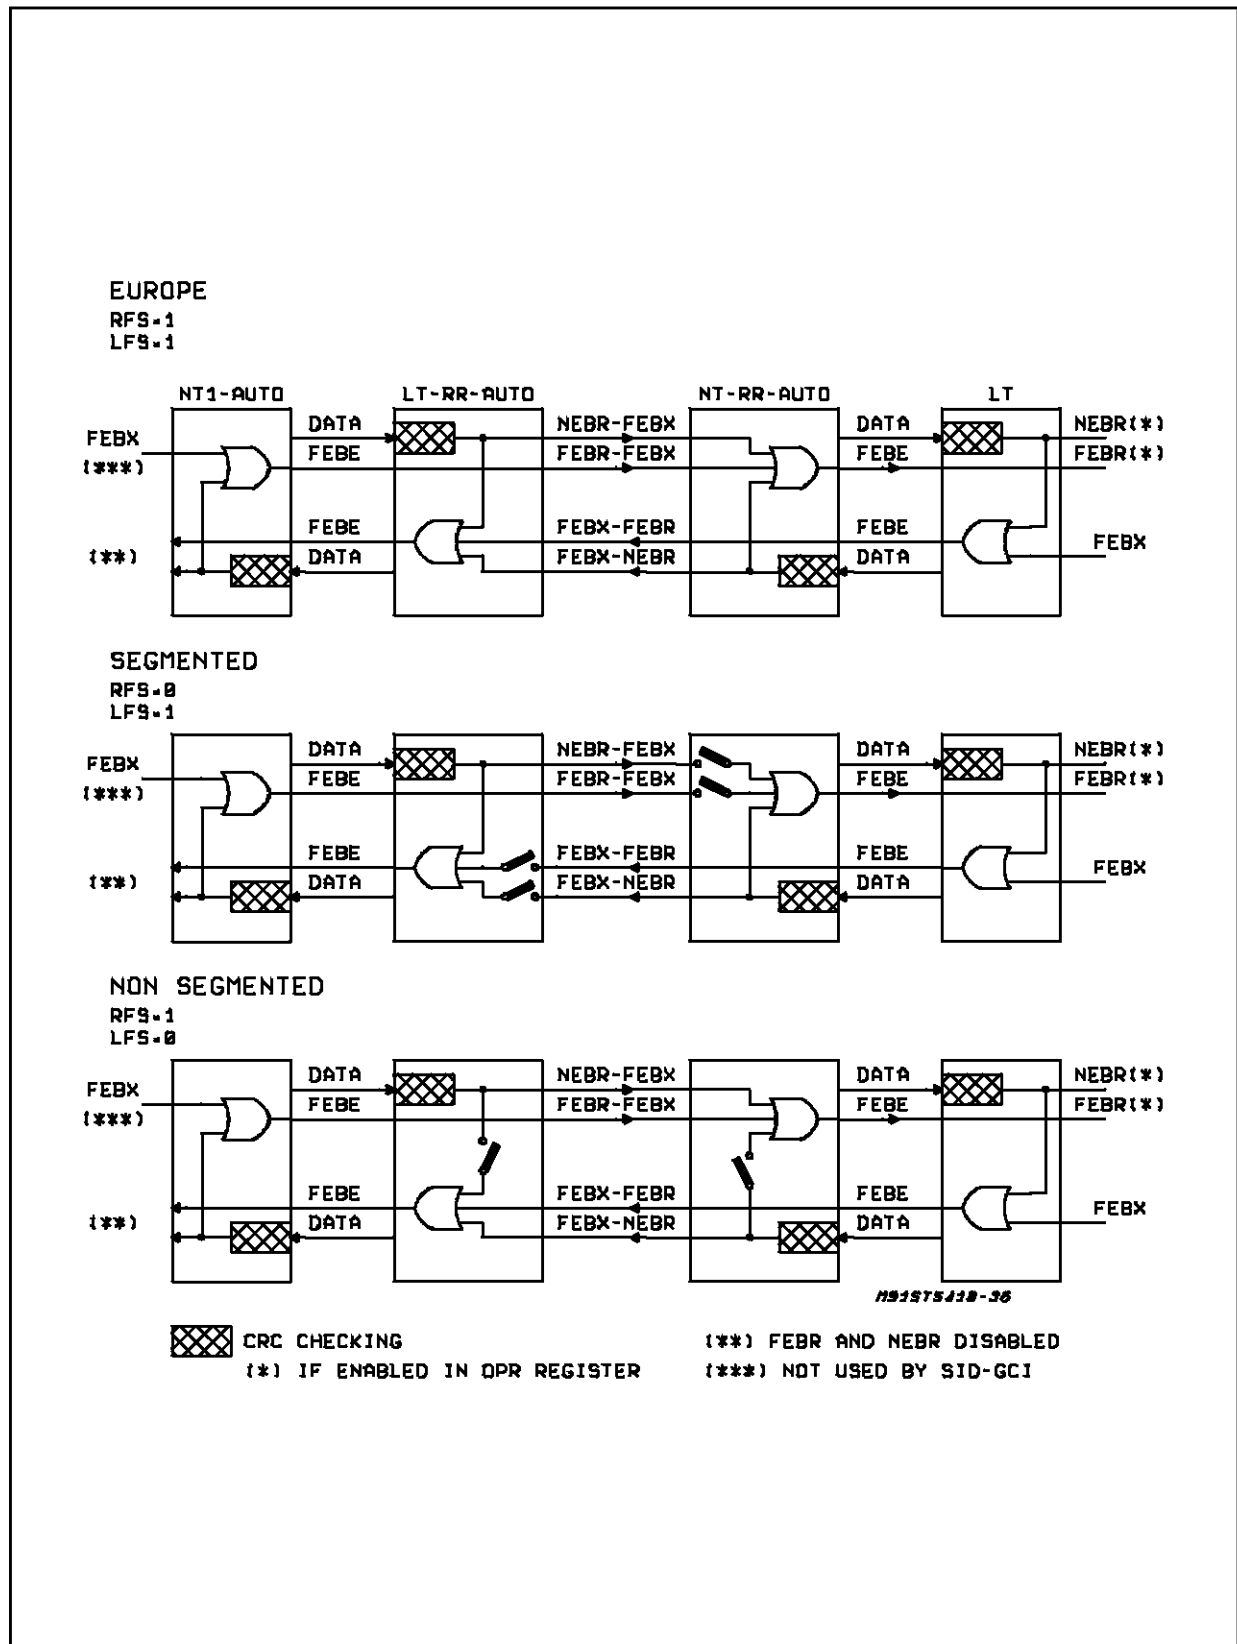 EUROPE
RFS=1
LFS=1
NT1-AUTO LT-RR-AUTO NT-RR-AUTO LT
DATA NEBR-FEBX DATA NEBR(*)
FEBX FEBE FEBR-FEBX FEBE FEBR(*)
(***)
FEBE FEBX-FEBR FEBE FEBX
(**) DATA FEBX-NEBR DATA
SEGMENTED
RFS=0
LFS=1
DATA NEBR-FEBX DATA NEBR(*)
FEBX FEBE FEBR-FEBX FEBE FEBR(*)
(***)
FEBE FEBX-FEBR FEBE FEBX
(**) DATA FEBX-NEBR DATA
NON SEGMENTED
RFS=1
LFS=0
DATA NEBR-FEBX DATA NEBR(*)
FEBX FEBE FEBR-FEBX FEBE FEBR(*)
(***)
FEBE FEBX-FEBR FEBE FEBX
(**) DATA FEBX-NEBR DATA
M91ST5410-36
CRC CHECKING (**) FEBR AND NEBR DISABLED
(*) IF ENABLED IN OPR REGISTER (***) NOT USED BY SID-GCI